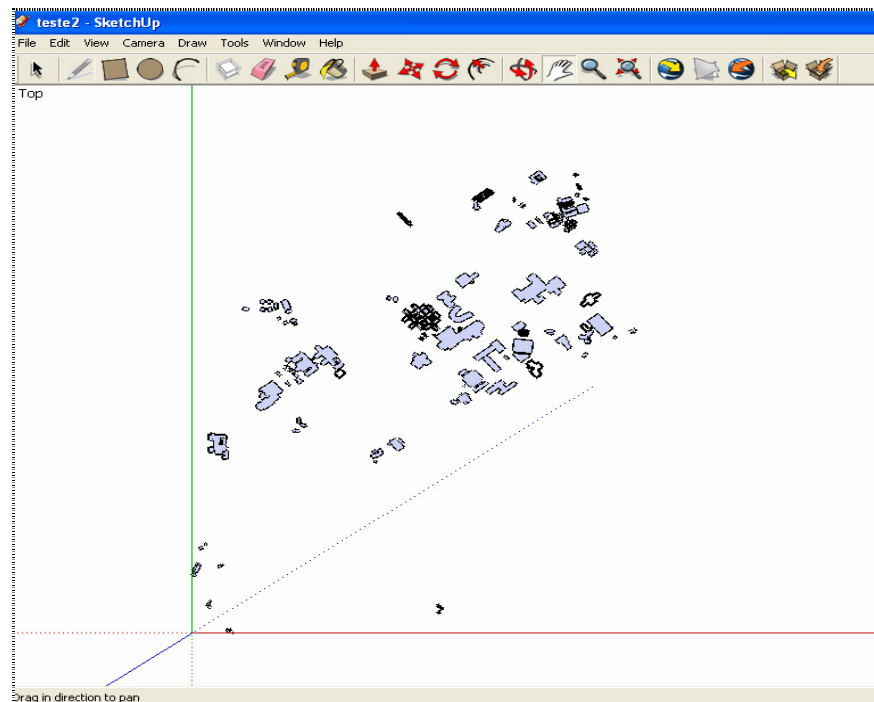 teste2 - SketchUp
File Edit View Camera Draw Tools Window Help
Top
Drag in direction to pan